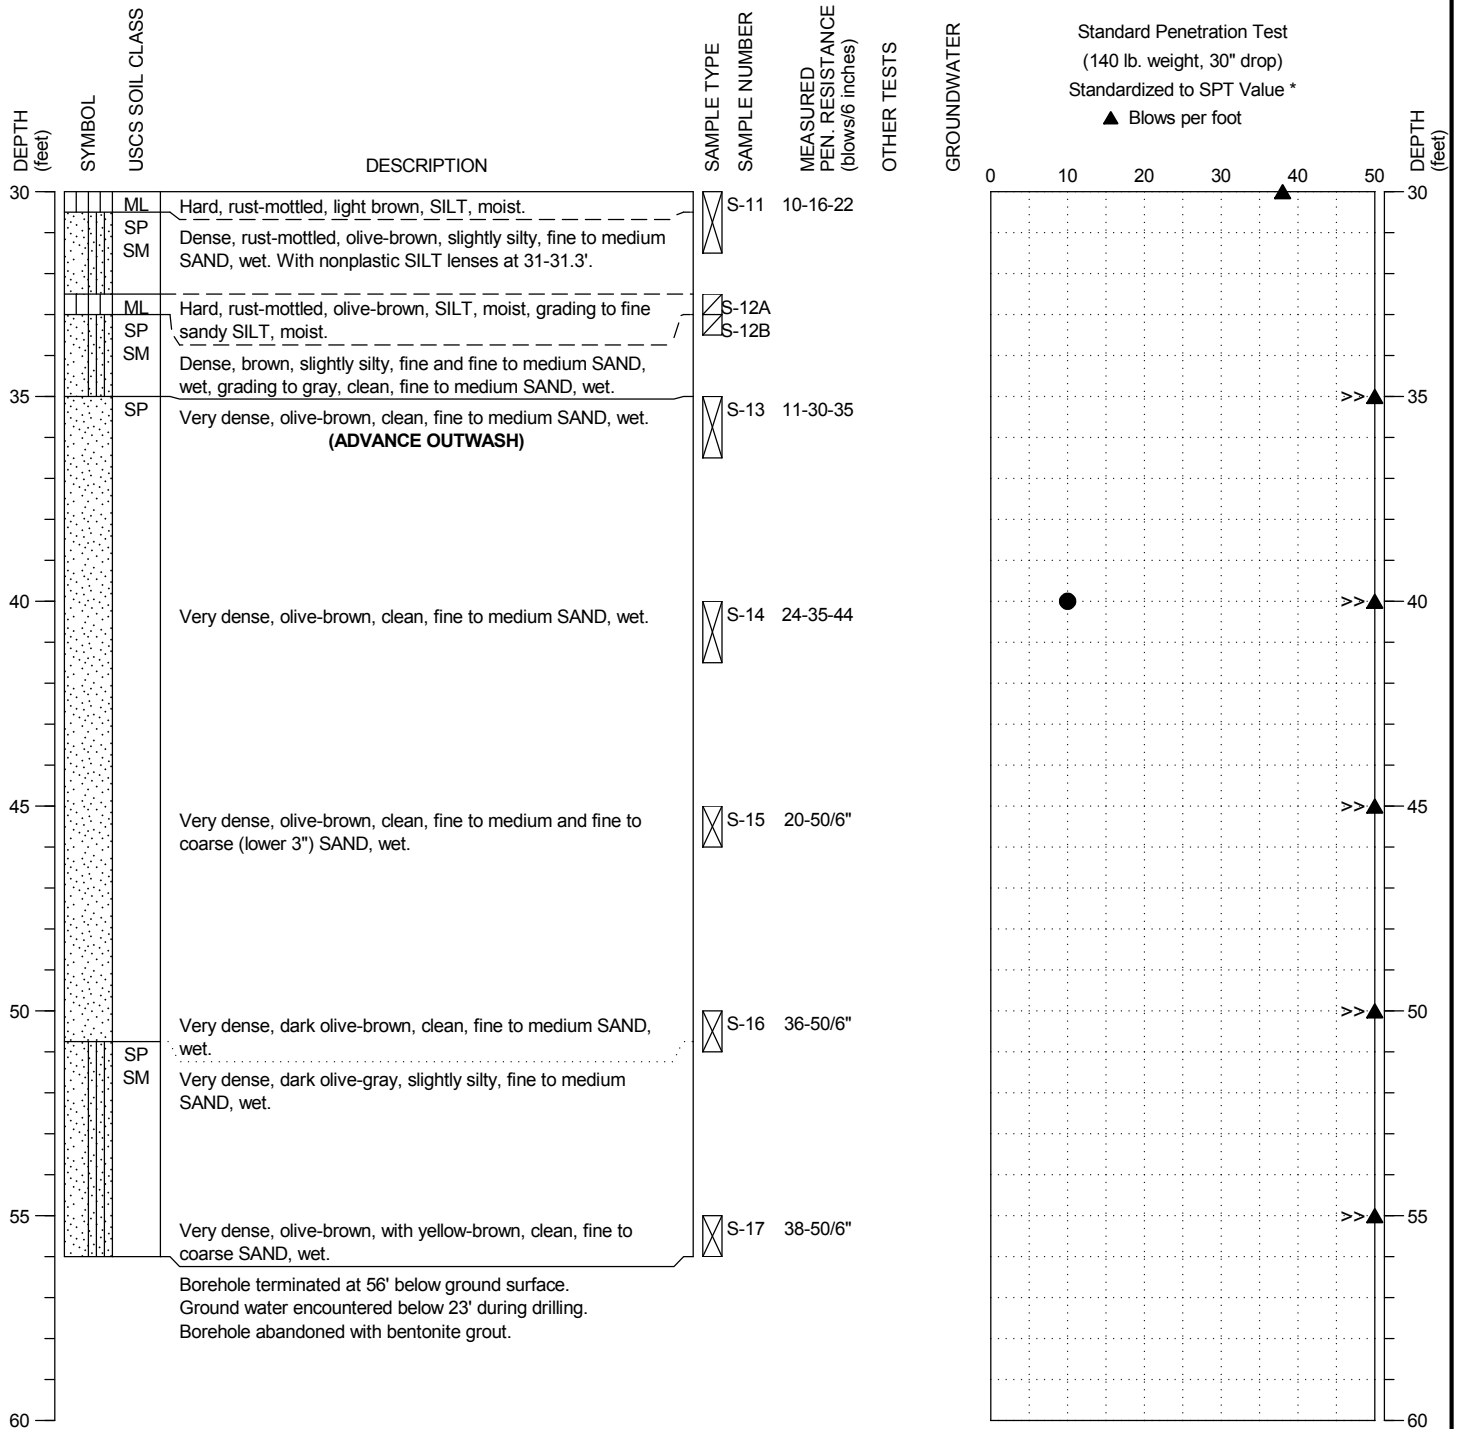 DEPTH
(feet)
SYMBOL
USCS SOIL CLASS
DESCRIPTION
SAMPLE TYPE
SAMPLE NUMBER
MEASURED
PEN. RESISTANCE
(blows/6 inches)
OTHER TESTS
GROUNDWATER
Standard Penetration Test
(140 lb. weight, 30" drop)
Standardized to SPT Value *
▲ Blows per foot
DEPTH
(feet)
0 10 20 30 40 50
30
ML Hard, rust-mottled, light brown, SILT, moist. S-11 10-16-22
30
SP
SM
Dense, rust-mottled, olive-brown, slightly silty, fine to medium
SAND, wet. With nonplastic SILT lenses at 31-31.3'.
ML Hard, rust-mottled, olive-brown, SILT, moist, grading to fine
sandy SILT, moist.
S-12A
S-12B
SP
SM
Dense, brown, slightly silty, fine and fine to medium SAND,
wet, grading to gray, clean, fine to medium SAND, wet.
35
SP Very dense, olive-brown, clean, fine to medium SAND, wet.
(ADVANCE OUTWASH)
S-13 11-30-35
>> 35
40
Very dense, olive-brown, clean, fine to medium SAND, wet. S-14 24-35-44
>> 40
45
Very dense, olive-brown, clean, fine to medium and fine to
coarse (lower 3") SAND, wet.
S-15 20-50/6"
>> 45
50
Very dense, dark olive-brown, clean, fine to medium SAND,
wet.
S-16 36-50/6"
>> 50
SP
SM
Very dense, dark olive-gray, slightly silty, fine to medium
SAND, wet.
55
Very dense, olive-brown, with yellow-brown, clean, fine to
coarse SAND, wet.
S-17 38-50/6"
>> 55
Borehole terminated at 56' below ground surface.
Ground water encountered below 23' during drilling.
Borehole abandoned with bentonite grout.
60
60